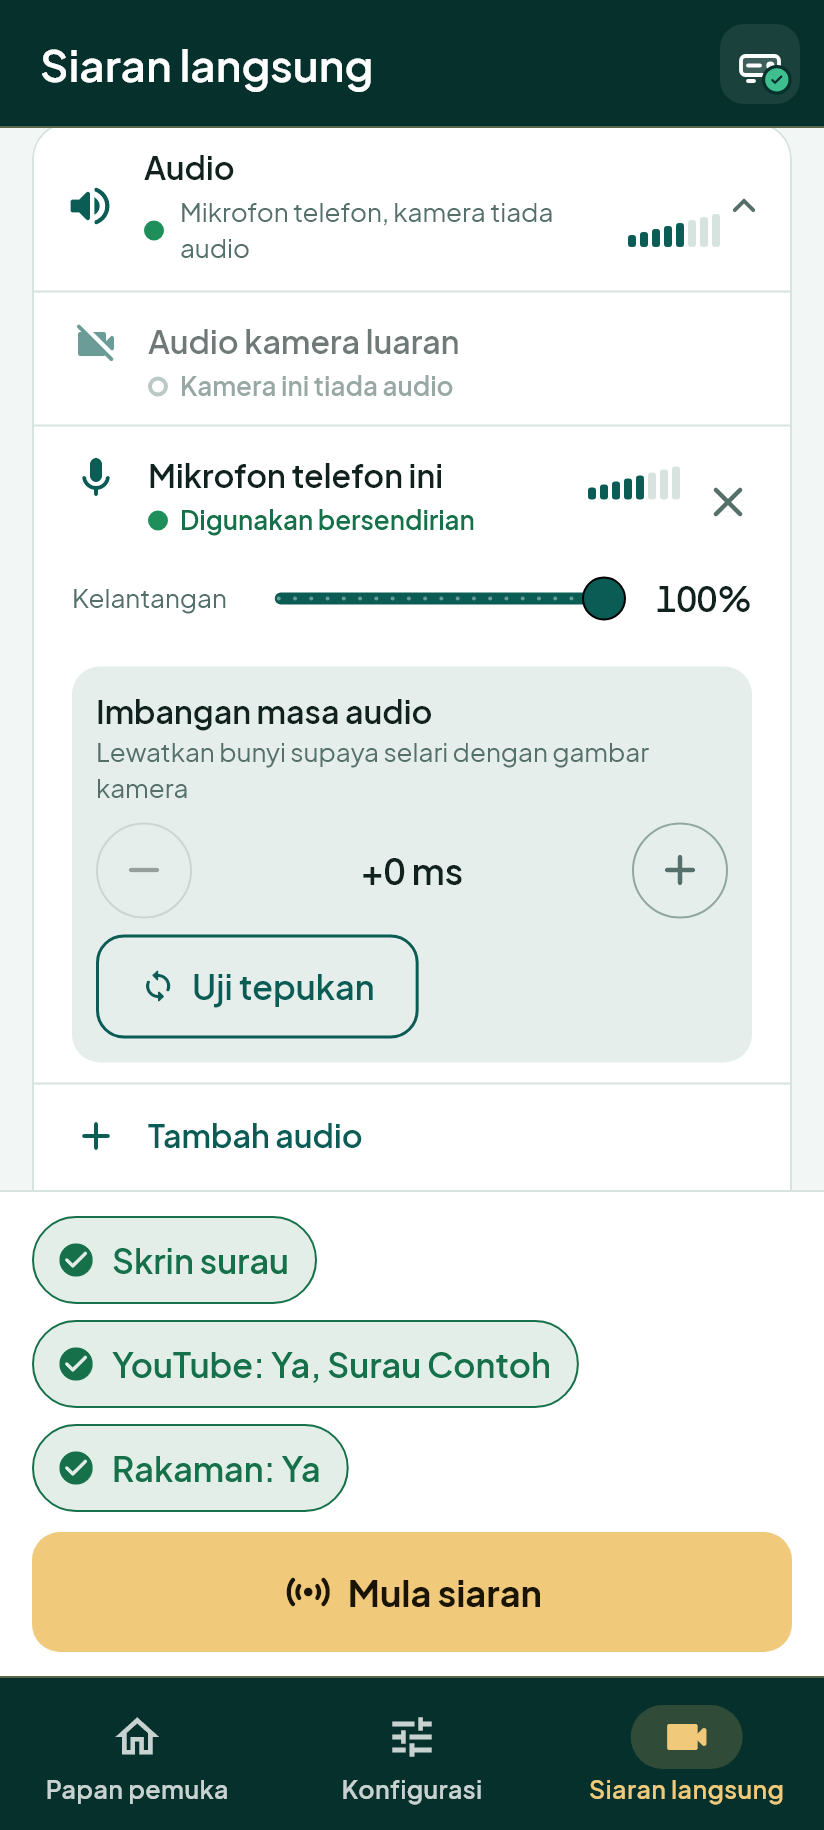 Siaran langsung
Audio
Mikrofon telefon, kamera tiada
audio
Audio kamera luaran
Kamera ini tiada audio
Mikrofon telefon ini
Digunakan bersendirian
Kelantangan
100%
Imbangan masa audio
Lewatkan bunyi supaya selari dengan gambar
kamera
+0 ms
Uji tepukan
Tambah audio
Skrin surau
YouTube: Ya, Surau Contoh
Rakaman: Ya
Mula siaran
Papan pemuka
Konfigurasi
Siaran langsung